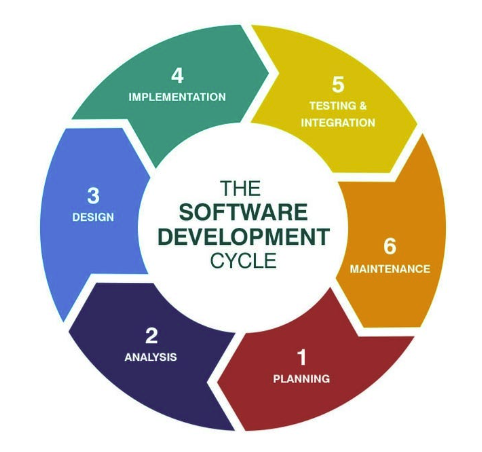 THE
SOFTWARE
DEVELOPMENT
CYCLE
1
PLANNING
2
ANALYSIS
3
DESIGN
4
IMPLEMENTATION
5
TESTING &
INTEGRATION
6
MAINTENANCE